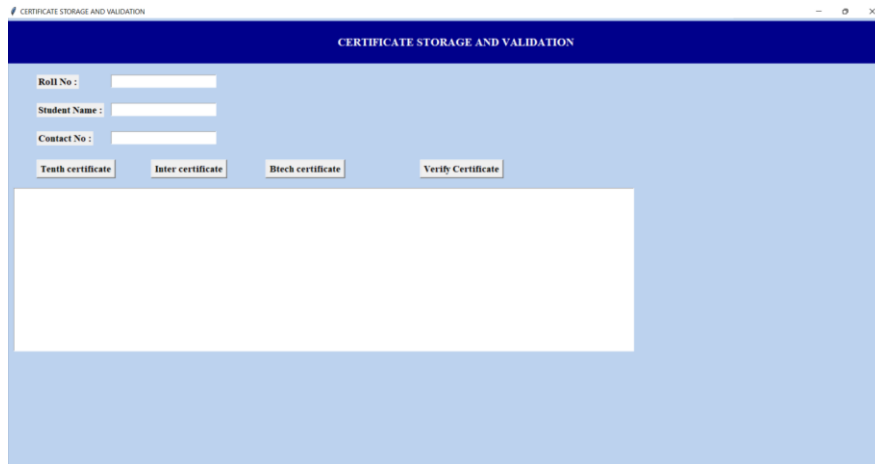 CERTIFICATE STORAGE AND VALIDATION
CERTIFICATE STORAGE AND VALIDATION
Roll No :
Student Name :
Contact No :
Tenth certificate Inter certificate Btech certificate Verify Certificate